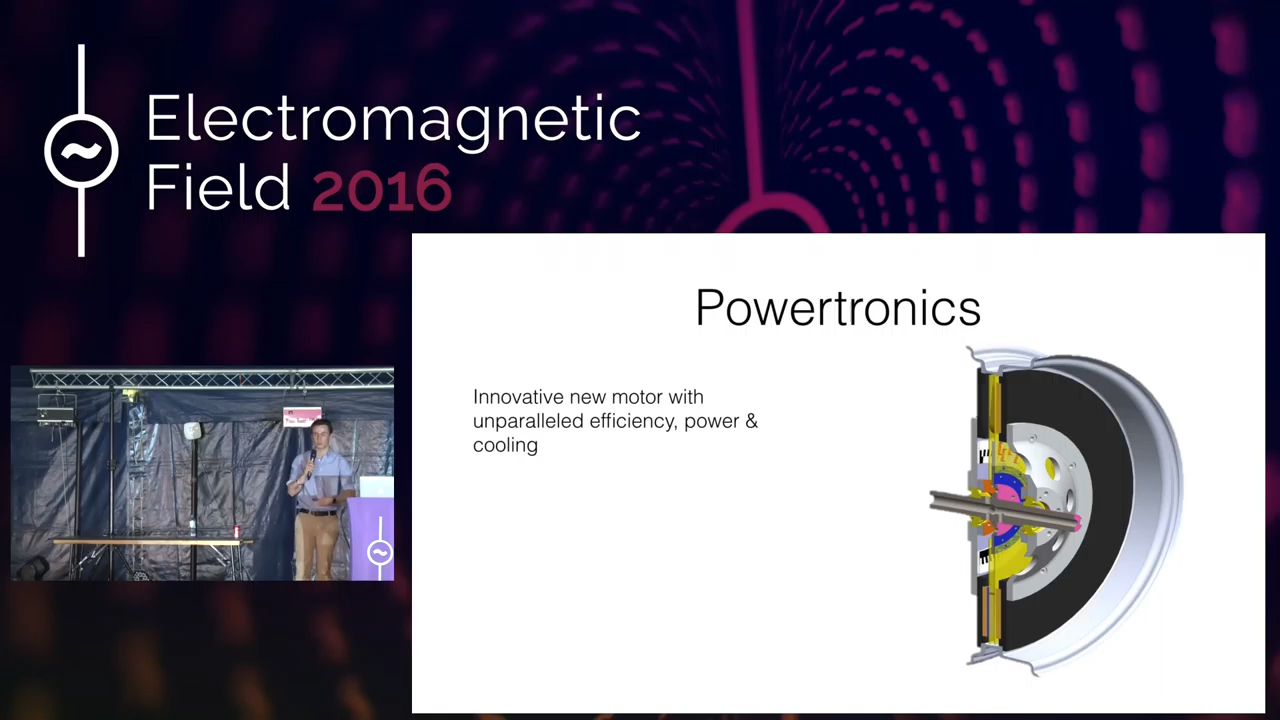 Electromagnetic
Field 2016
Powertronics
Innovative new motor with
unparalleled efficiency, power &
cooling